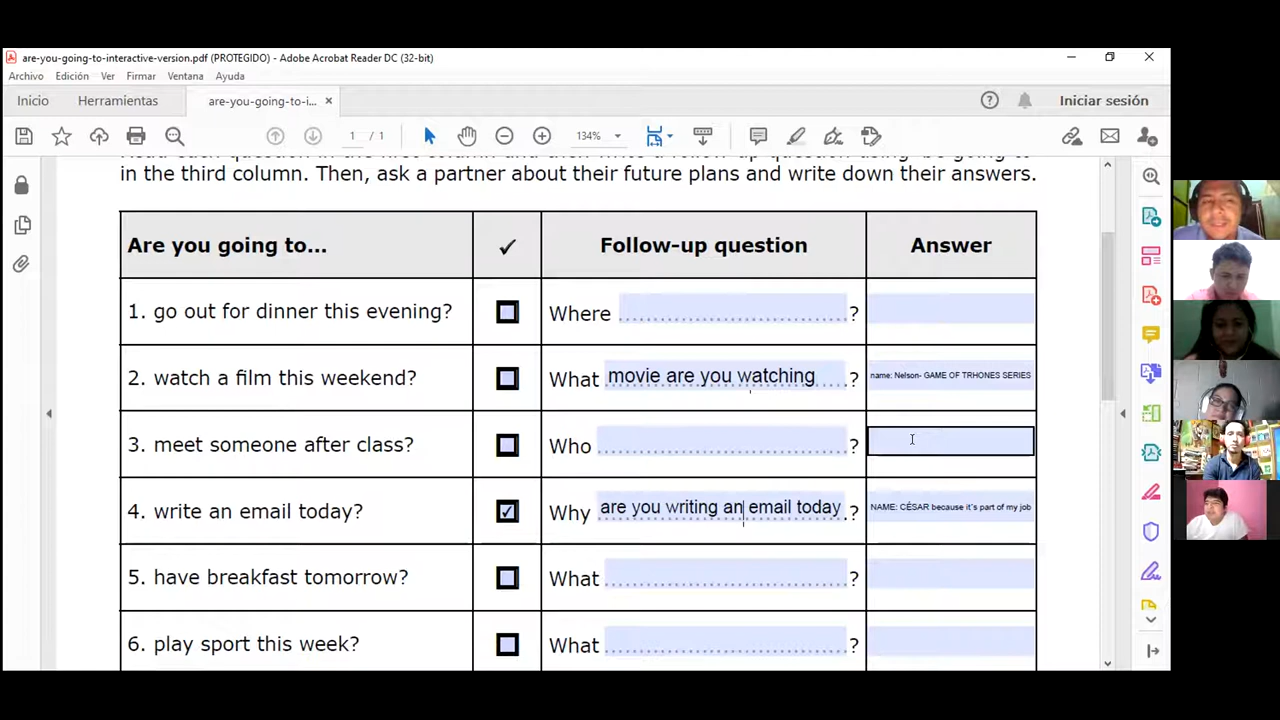 are-you-going-to-interactive-version.pdf (PROTEGIDO) - Adobe Acrobat Reader DC (32-bit)
Archivo Edición Ver Firmar Ventana Ayuda
Inicio Herramientas are-you-going-to-i... × Iniciar sesión
1 / 1 134%
in the third column. Then, ask a partner about their future plans and write down their answers.
Are you going to... ✓ Follow-up question Answer
1. go out for dinner this evening? Where ?
2. watch a film this weekend? What movie are you watching ? name: Nelson- GAME OF TRHONES SERIES
3. meet someone after class? Who ?
4. write an email today? ✓ Why are you writing an email today ? NAME: CÉSAR because it's part of my job
5. have breakfast tomorrow? What ?
6. play sport this week? What ?